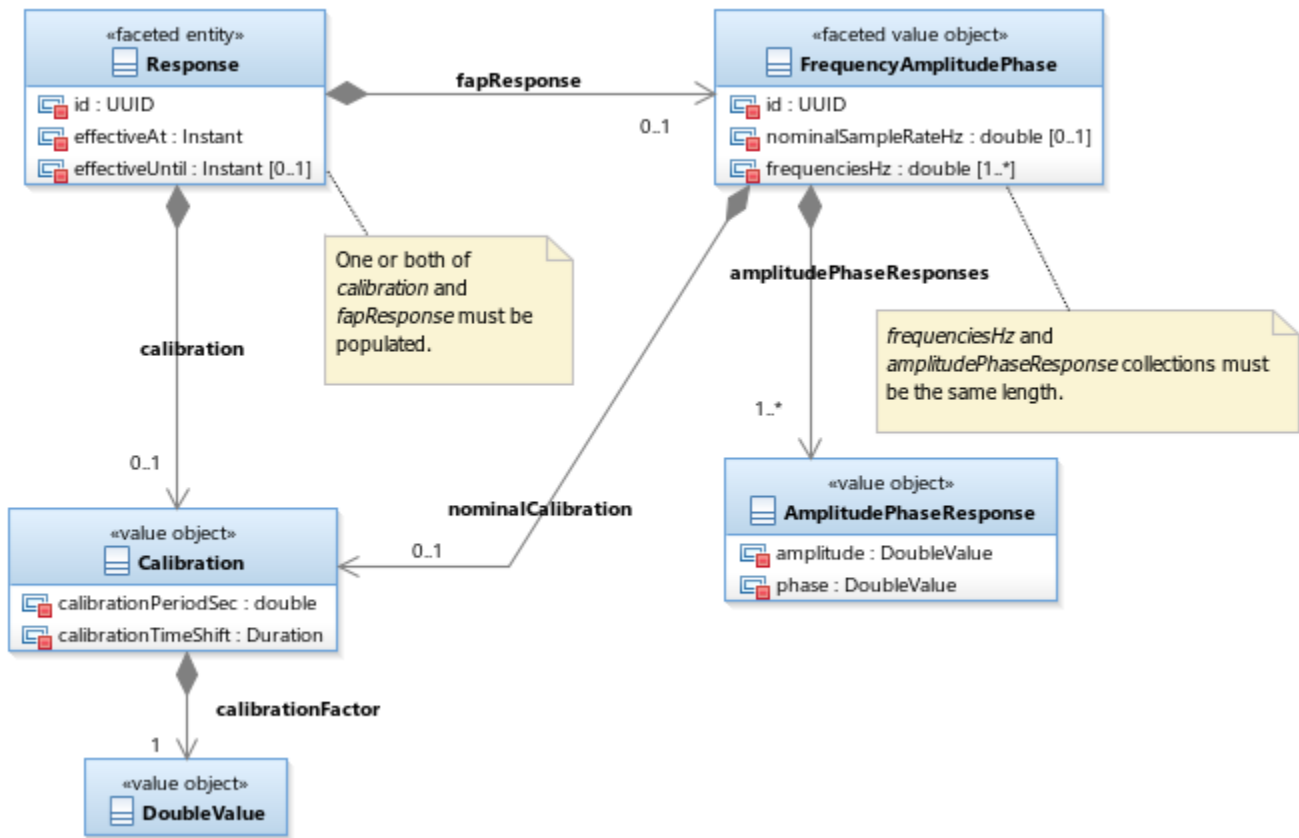 «faceted entity»
Response
id : UUID
effectiveAt : Instant
effectiveUntil : Instant [0..1]
fapResponse
0..1
«faceted value object»
FrequencyAmplitudePhase
id : UUID
nominalSampleRateHz : double [0..1]
frequenciesHz : double [1..*]
One or both of
calibration and
fapResponse must be
populated.
amplitudePhaseResponses
frequenciesHz and
amplitudePhaseResponse collections must
be the same length.
calibration
0..1
1..*
nominalCalibration
0..1
«value object»
AmplitudePhaseResponse
amplitude : DoubleValue
phase : DoubleValue
«value object»
Calibration
calibrationPeriodSec : double
calibrationTimeShift : Duration
calibrationFactor
1
«value object»
DoubleValue